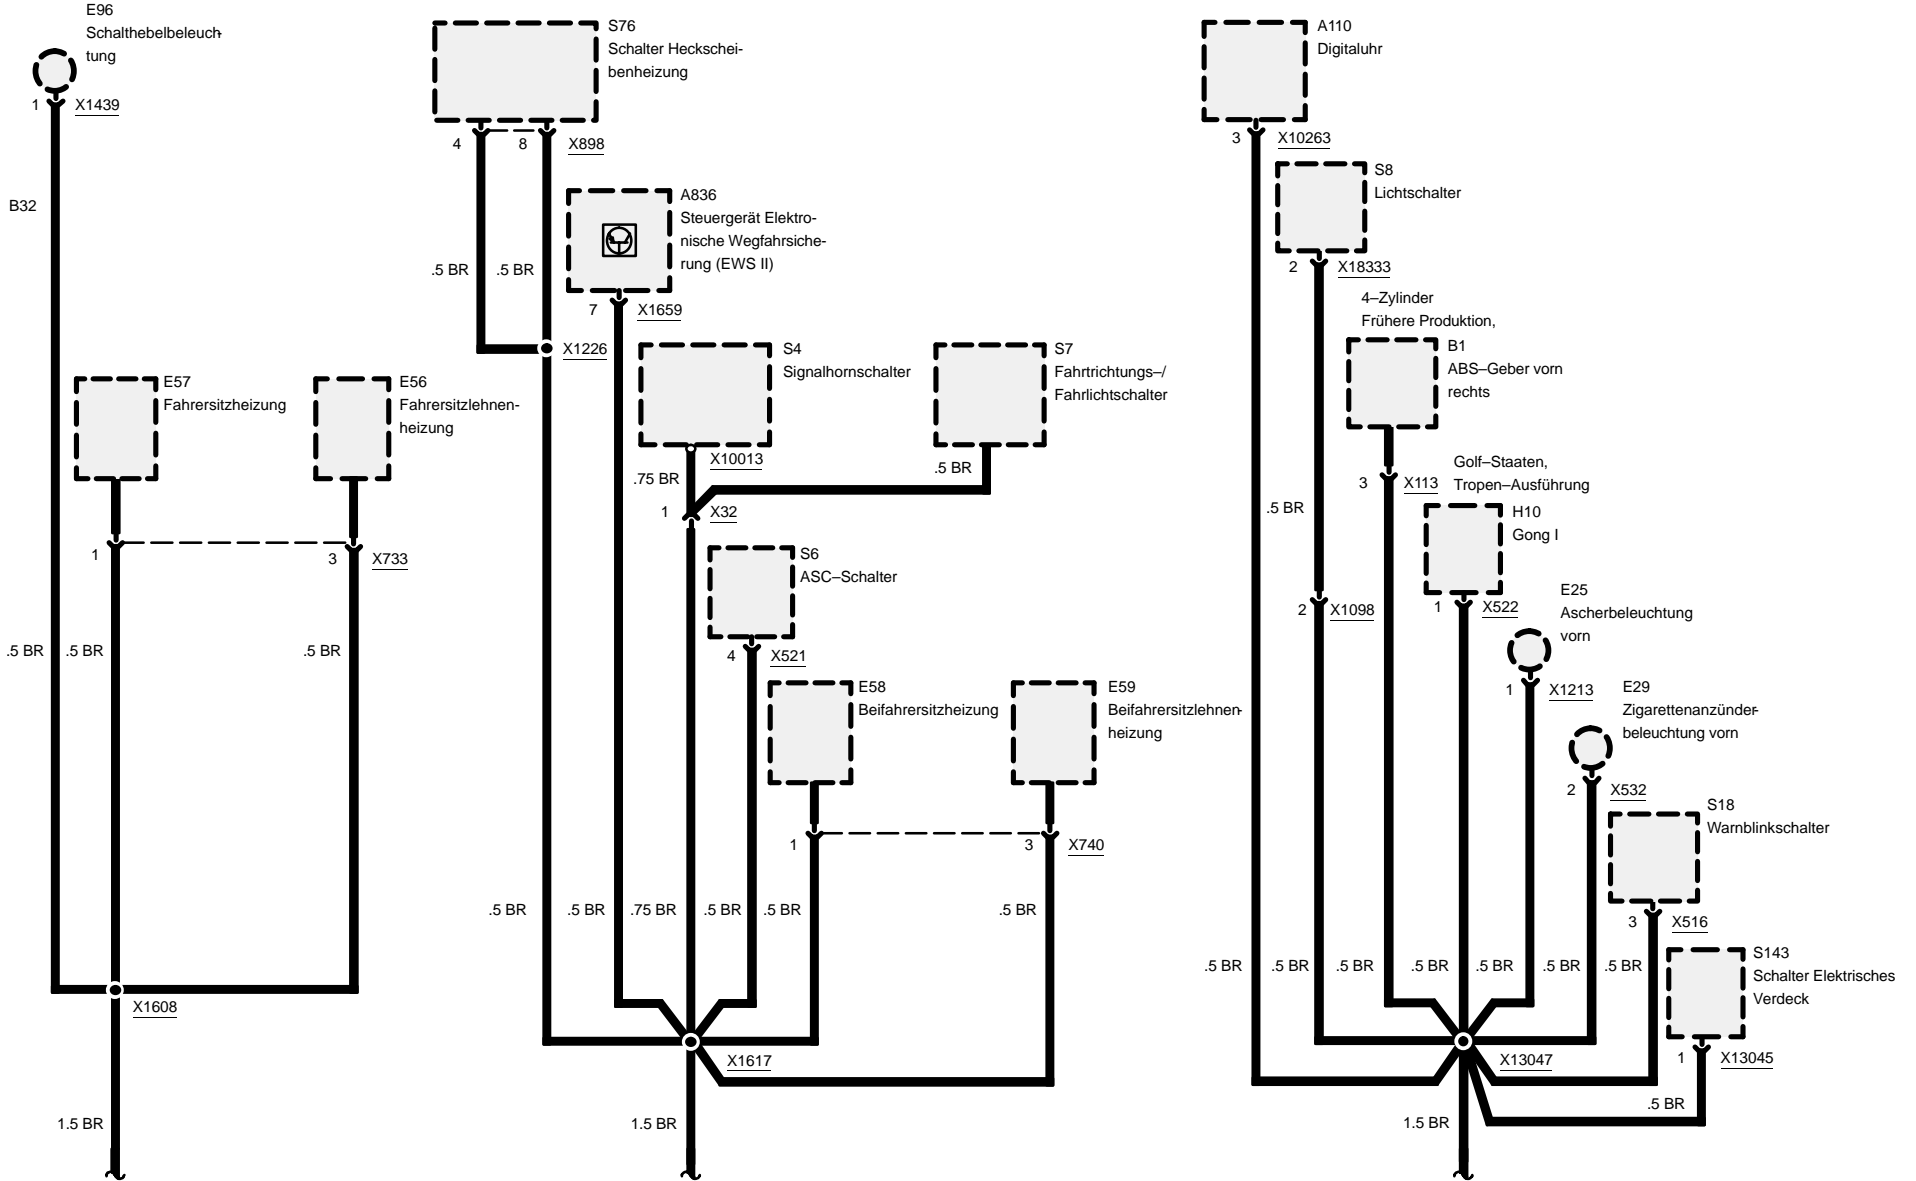 E96
Schalthebelbeleuch-
tung
1
X1439
B32
E57
Fahrersitzheizung
E56
Fahrersitzlehnen-
heizung
1
3
X733
.5 BR
.5 BR
.5 BR
X1608
1.5 BR
S76
Schalter Heckschei-
benheizung
4
8
X898
A836
Steuergerät Elektro-
nische Wegfahrsiche-
rung (EWS II)
.5 BR
.5 BR
7
X1659
X1226
S4
Signalhornschalter
S7
Fahrtrichtungs–/
Fahrlichtschalter
X10013
.75 BR
.5 BR
1
X32
S6
ASC–Schalter
4
X521
E58
Beifahrersitzheizung
E59
Beifahrersitzlehnen-
heizung
1
3
X740
.5 BR
.5 BR
.75 BR
.5 BR
.5 BR
.5 BR
X1617
1.5 BR
A110
Digitaluhr
3
X10263
S8
Lichtschalter
2
X18333
4–Zylinder
Frühere Produktion,
B1
ABS–Geber vorn
rechts
3
X113
Golf–Staaten,
Tropen–Ausführung
H10
Gong I
.5 BR
2
X1098
1
X522
E25
Ascherbeleuchtung
vorn
1
X1213
E29
Zigarettenanzünder-
beleuchtung vorn
2
X532
S18
Warnblinkschalter
3
X516
S143
Schalter Elektrisches
Verdeck
.5 BR
.5 BR
.5 BR
.5 BR
.5 BR
.5 BR
.5 BR
1
X13045
X13047
.5 BR
1.5 BR